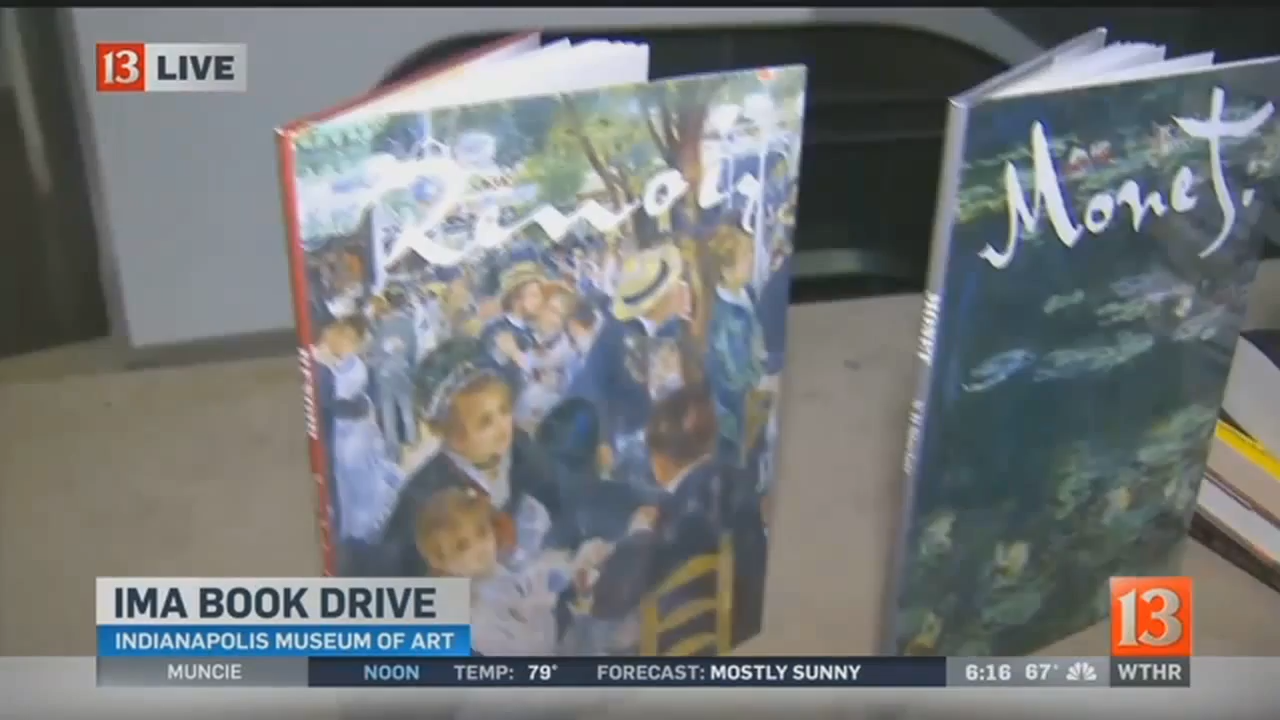 13 LIVE
Renoir
Monet.
MONET
IMA BOOK DRIVE
INDIANAPOLIS MUSEUM OF ART
MUNCIE NOON TEMP: 79° FORECAST: MOSTLY SUNNY 6:16 67°
13
WTHR